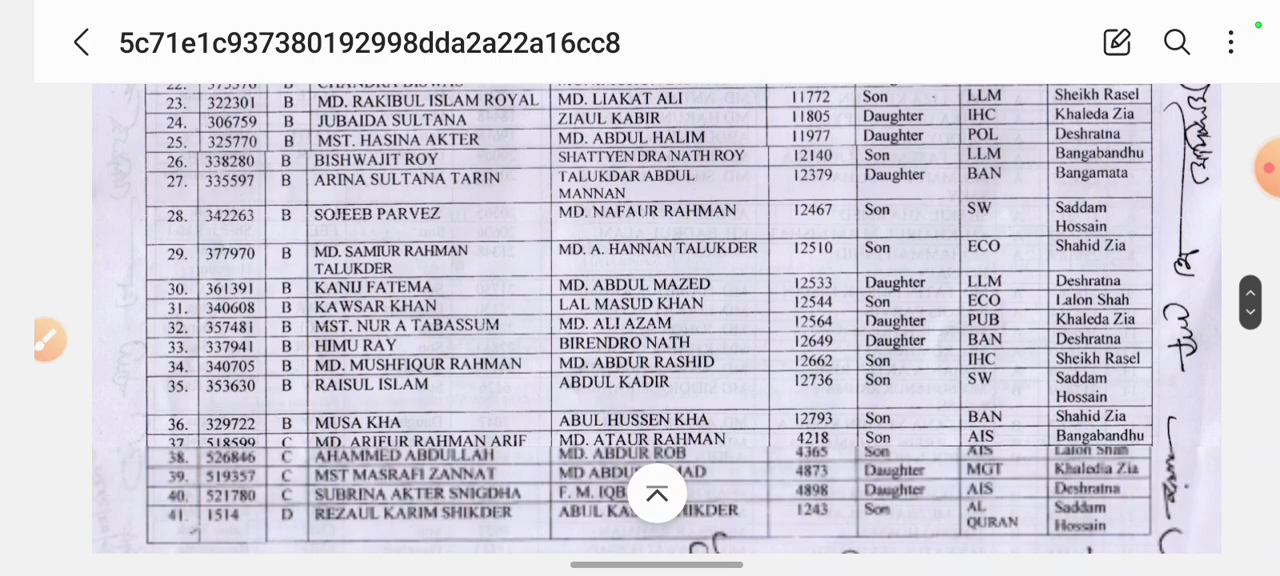 5c71e1c937380192998dda2a22a16cc8
22. 375370 B CHANDRA BISWAS
23. 322301 B MD. RAKIBUL ISLAM ROYAL MD. LIAKAT ALI 11772 Son LLM Sheikh Rasel
24. 306759 B JUBAIDA SULTANA ZIAUL KABIR 11805 Daughter IHC Khaleda Zia
25. 325770 B MST. HASINA AKTER MD. ABDUL HALIM 11977 Daughter POL Deshratna
26. 338280 B BISHWAJIT ROY SHATTYEN DRA NATH ROY 12140 Son LLM Bangabandhu
27. 335597 B ARINA SULTANA TARIN TALUKDAR ABDUL 12379 Daughter BAN Bangamata
MANNAN
28. 342263 B SOJEEB PARVEZ MD. NAFAUR RAHMAN 12467 Son SW Saddam
Hossain
29. 377970 B MD. SAMIUR RAHMAN MD. A. HANNAN TALUKDER 12510 Son ECO Shahid Zia
TALUKDER
30. 361391 B KANIJ FATEMA MD. ABDUL MAZED 12533 Daughter LLM Deshratna
31. 340608 B KAWSAR KHAN LAL MASUD KHAN 12544 Son ECO Lalon Shah
32. 357481 B MST. NUR A TABASSUM MD. ALI AZAM 12564 Daughter PUB Khaleda Zia
33. 337941 B HIMU RAY BIRENDRO NATH 12649 Daughter BAN Deshratna
34. 340705 B MD. MUSHFIQUR RAHMAN MD. ABDUR RASHID 12662 Son IHC Sheikh Rasel
35. 353630 B RAISUL ISLAM ABDUL KADIR 12736 Son SW Saddam
Hossain
36. 329722 B MUSA KHA ABUL HUSSEN KHA 12793 Son BAN Shahid Zia
37. 518599 C MD. ARIFUR RAHMAN ARIF MD. ATAUR RAHMAN 4218 Son AIS Bangabandhu
38. 526846 C AHAMMED ABDULLAH MD. ABDUR ROB 4365 Son AIS Lalon Shah
39. 519357 C MST MASRAFI ZANNAT MD 4873 Daughter MGT Khaledia Zia
40. 521780 C SUBRINA AKTER SNIGDHA F. M. 4898 Daughter AIS Deshratna
41. 1514 D REZAUL KARIM SHIKDER ABUL 1243 Son AL Saddam
QURAN Hossain